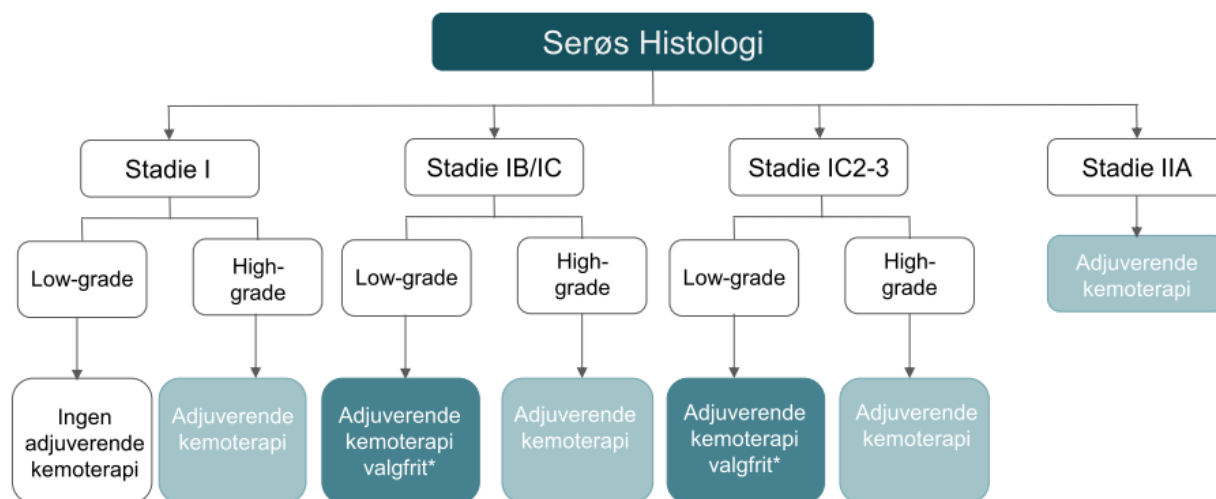 Serøs Histologi
Stadie I
Stadie IB/IC
Stadie IC2-3
Stadie IIA
Low-grade
High-
grade
Low-grade
High-
grade
Low-grade
High-
grade
Adjuverende
kemoterapi
Ingen
adjuverende
kemoterapi
Adjuverende
kemoterapi
Adjuverende
kemoterapi
valgfrit*
Adjuverende
kemoterapi
Adjuverende
kemoterapi
valgfrit*
Adjuverende
kemoterapi